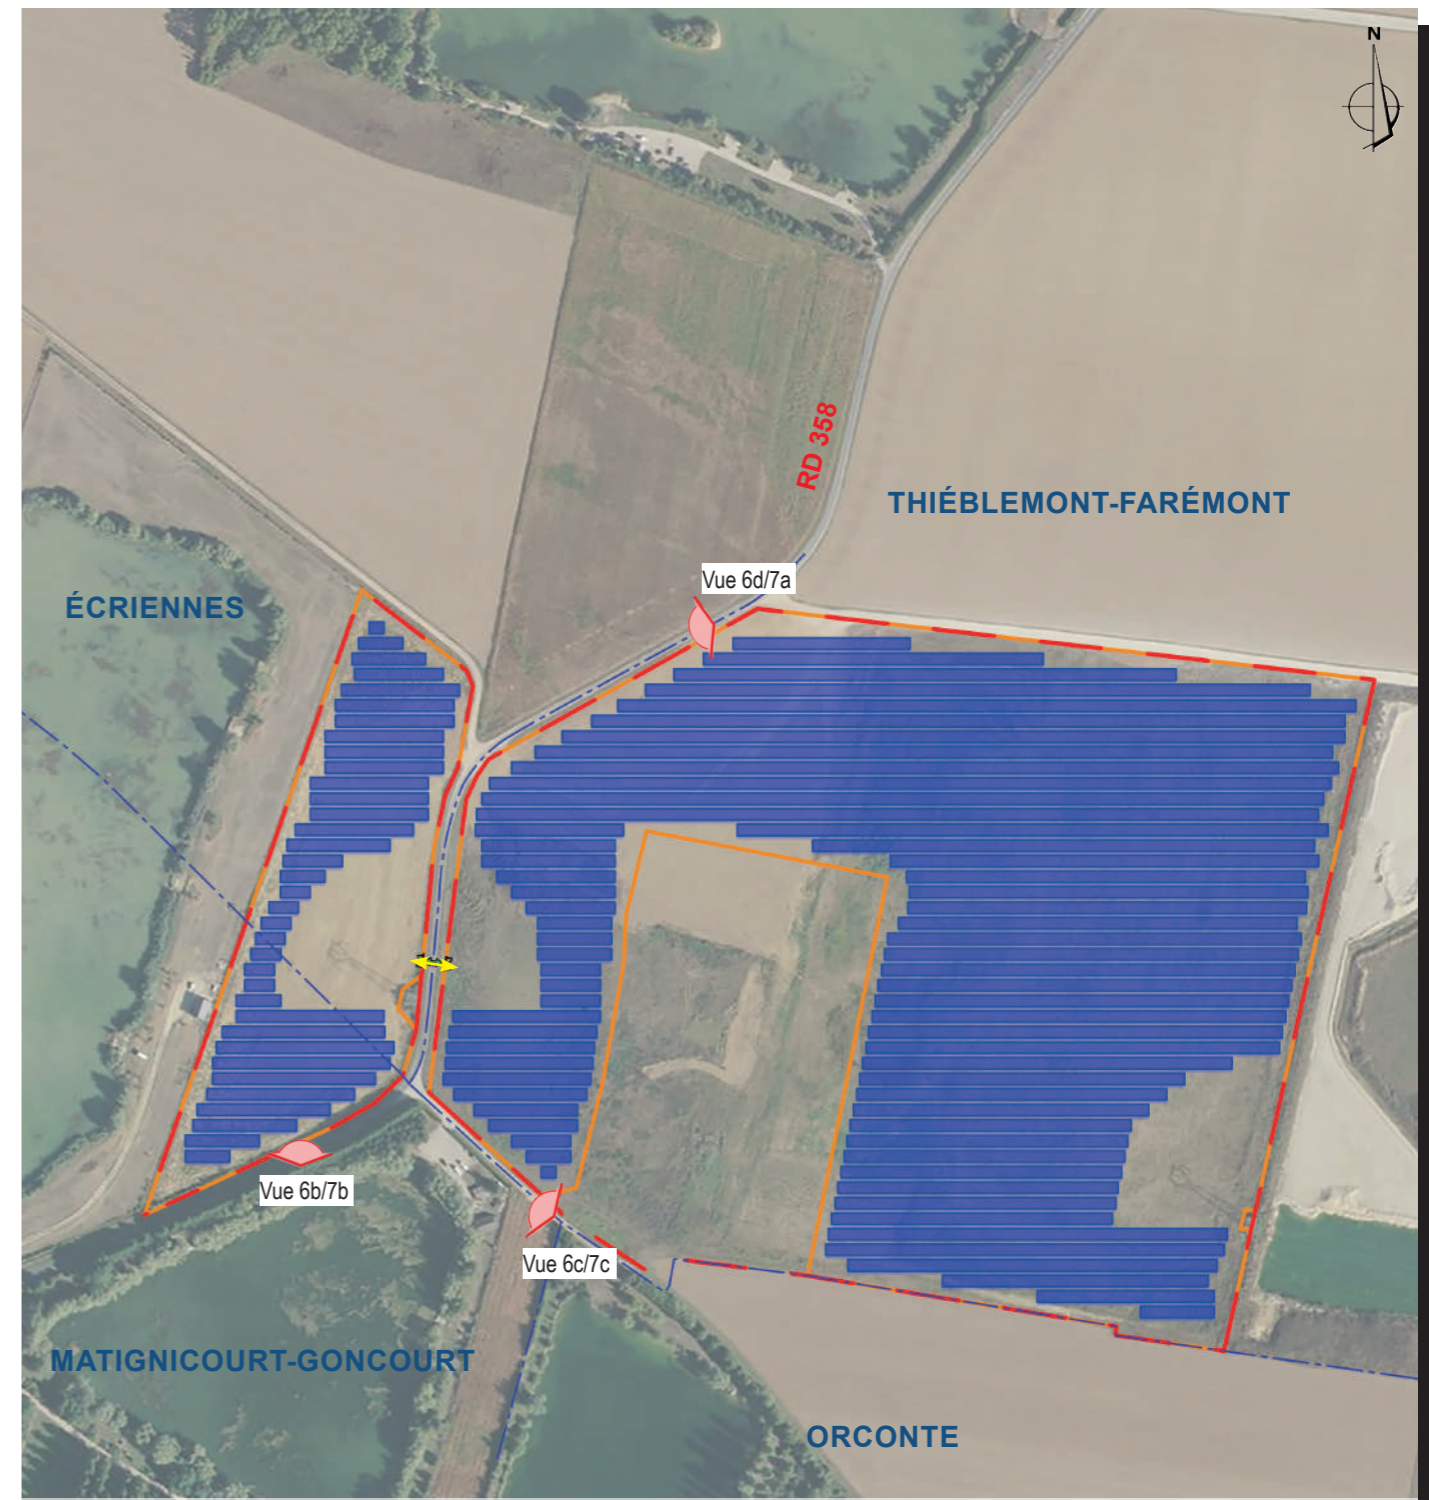 N
RD 358
THIÉBLEMONT-FARÉMONT
Vue 6d/7a
ÉCRIENNES
Vue 6b/7b
Vue 6c/7c
MATIGNICOURT-GONCOURT
ORCONTE